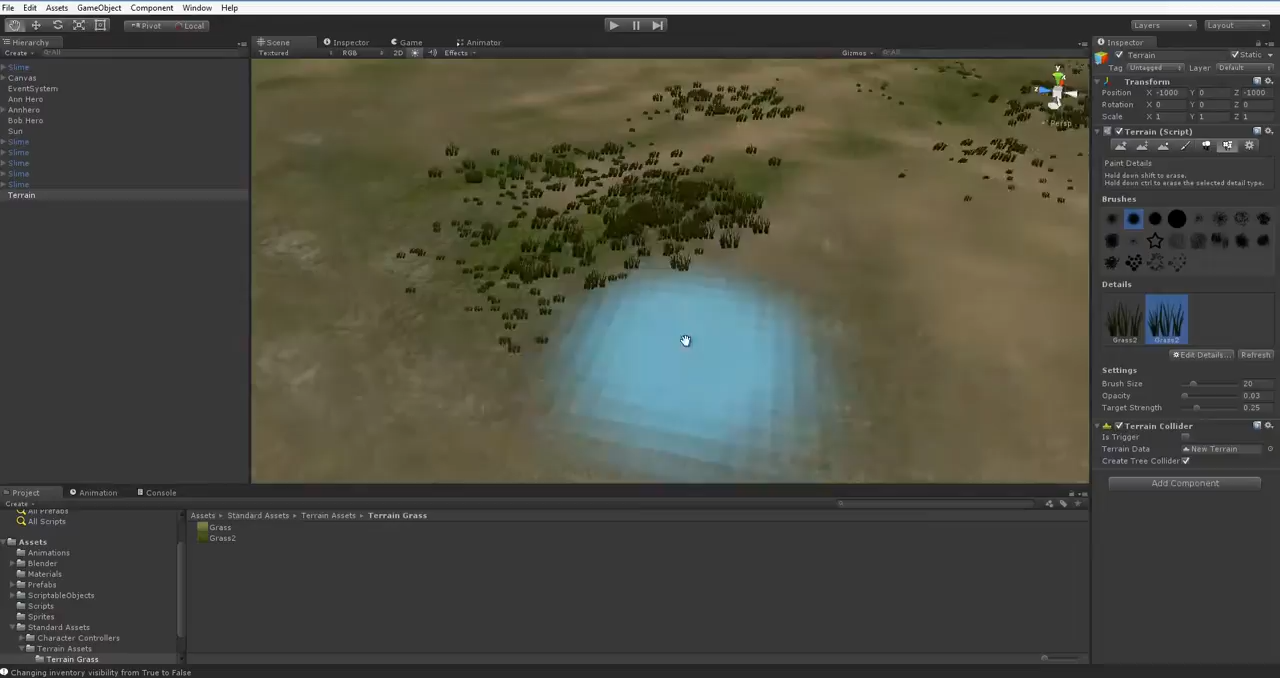 File Edit Assets GameObject Component Window Help
Pivot Local Layers Layout
Hierarchy Scene Inspector Game Animator Inspector
Create All Textured RGB 2D Effects Gizmos All
Terrain Static
Tag Untagged Layer Default
Slime
Canvas
EventSystem
Ann Hero
Annhero
Bob Hero
Sun
Slime
Slime
Slime
Slime
Slime
Terrain
y
z
Persp
Transform
Position X -1000 Y 0 Z -1000
Rotation X 0 Y 0 Z 0
Scale X 1 Y 1 Z 1
Terrain (Script)
Paint Details
Hold down shift to erase.
Hold down ctrl to erase the selected detail type.
Brushes
Details
Grass2 Grass2
Edit Details... Refresh
Settings
Brush Size 20
Opacity 0.03
Target Strength 0.25
Terrain Collider
Is Trigger
Terrain Data New Terrain
Create Tree Collider
Add Component
Project Animation Console
Create
All Prefabs
All Scripts
Assets
Animations
Blender
Materials
Prefabs
ScriptableObjects
Scripts
Sprites
Standard Assets
Character Controllers
Terrain Assets
Terrain Grass
Assets Standard Assets Terrain Assets Terrain Grass
Grass
Grass2
Changing inventory visibility from True to False